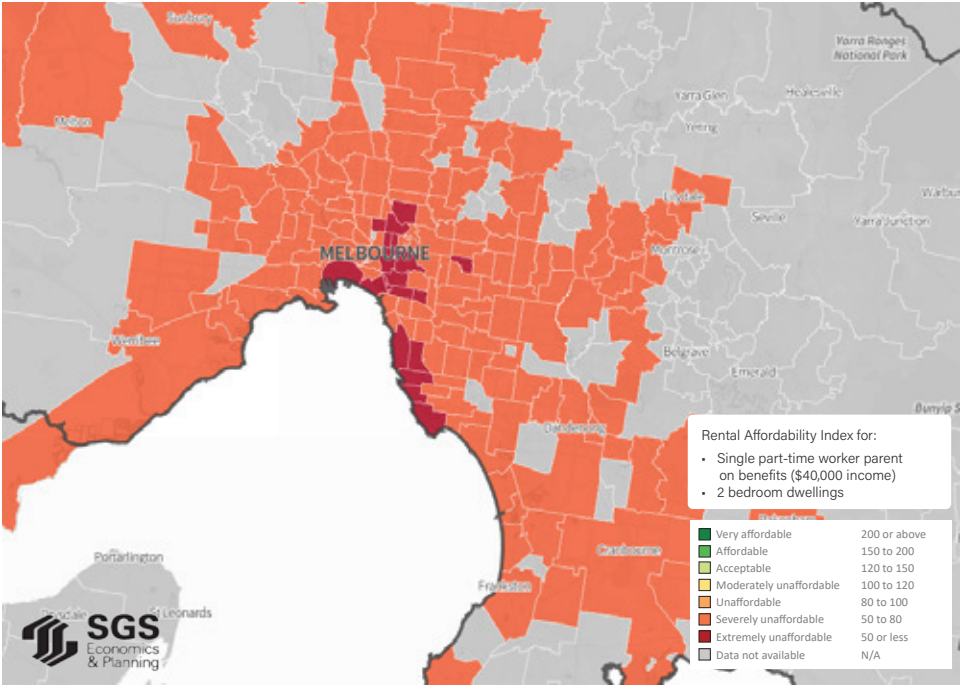 Sunbury
Yarra Ranges
National Park
Yarra Glen
Healesville
Melton
Yering
Lilydale
Seville
Yarra Junction
Montrose
MELBOURNE
Werribee
Belgrave
Emerald
Dandenong
Rental Affordability Index for:
• Single part-time worker parent
on benefits ($40,000 income)
• 2 bedroom dwellings
Very affordable 200 or above
Affordable 150 to 200
Acceptable 120 to 150
Moderately unaffordable 100 to 120
Unaffordable 80 to 100
Severely unaffordable 50 to 80
Extremely unaffordable 50 or less
Data not available N/A
Cranbourne
Portarlington
Frankston
St Leonards
SGS
Economics
& Planning